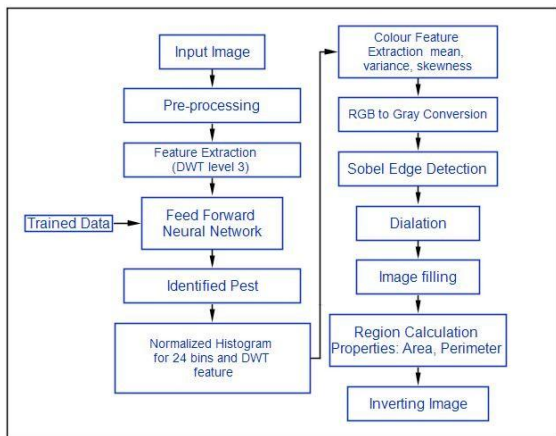 Input Image
Pre-processing
Feature Extraction
(DWT level 3)
Trained Data
Feed Forward
Neural Network
Identified Pest
Normalized Histogram
for 24 bins and DWT
feature
Colour Feature
Extraction mean,
variance, skewness
RGB to Gray Conversion
Sobel Edge Detection
Dialation
Image filling
Region Calculation
Properties: Area, Perimeter
Inverting Image